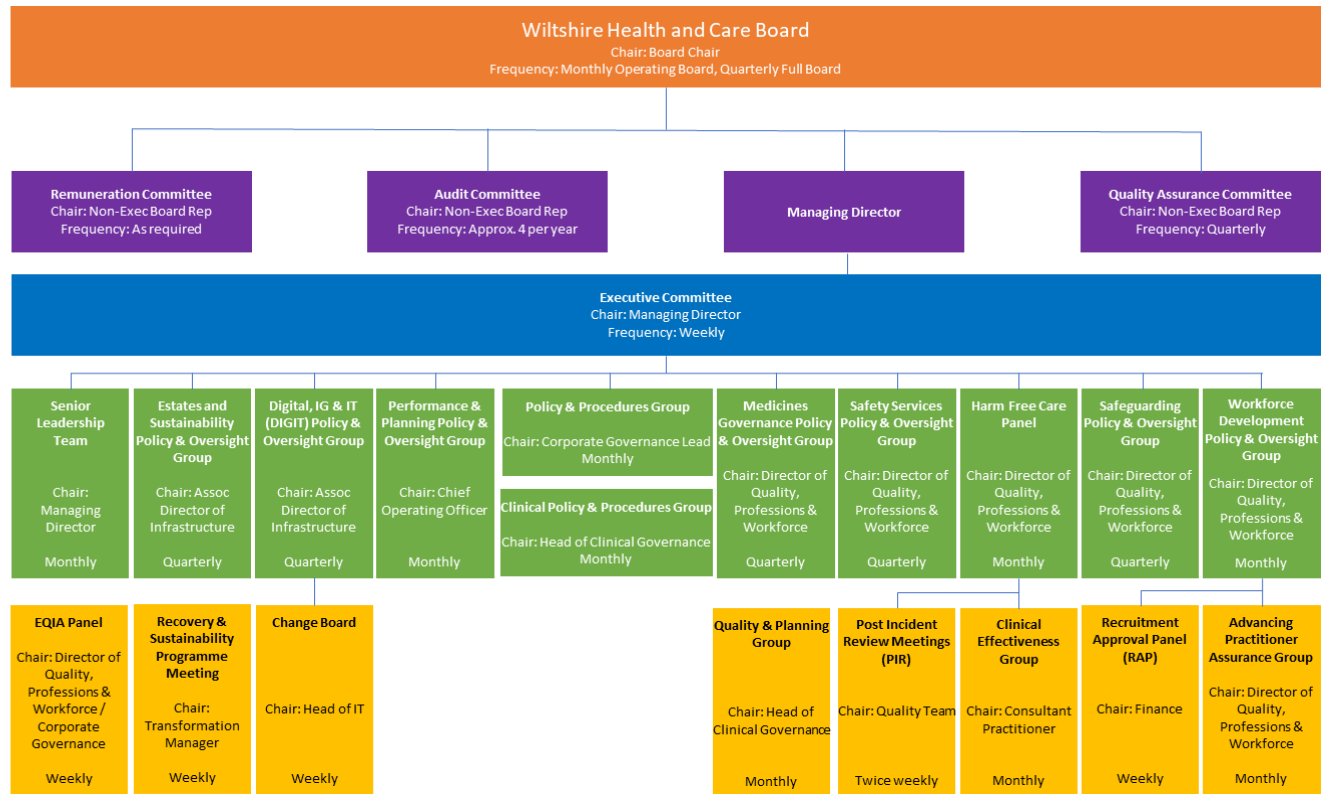 Wiltshire Health and Care Board
Chair: Board Chair
Frequency: Monthly Operating Board, Quarterly Full Board
Remuneration Committee
Chair: Non-Exec Board Rep
Frequency: As required
Audit Committee
Chair: Non-Exec Board Rep
Frequency: Approx. 4 per year
Managing Director
Quality Assurance Committee
Chair: Non-Exec Board Rep
Frequency: Quarterly
Executive Committee
Chair: Managing Director
Frequency: Weekly
Senior
Leadership
Team
Chair:
Managing
Director
Monthly
Estates and
Sustainability
Policy & Oversight
Group
Chair: Assoc
Director of
Infrastructure
Quarterly
Digital, IG & IT
(DIGIT) Policy &
Oversight Group
Chair: Assoc
Director of
Infrastructure
Quarterly
Performance &
Planning Policy &
Oversight Group
Chair: Chief
Operating Officer
Monthly
Policy & Procedures Group
Chair: Corporate Governance Lead
Monthly
Clinical Policy & Procedures Group
Chair: Head of Clinical Governance
Monthly
Medicines
Governance Policy
& Oversight Group
Chair: Director of
Quality,
Professions &
Workforce
Quarterly
Safety Services
Policy & Oversight
Group
Chair: Director of
Quality,
Professions &
Workforce
Quarterly
Harm Free Care
Panel
Chair: Director of
Quality,
Professions &
Workforce
Monthly
Safeguarding
Policy & Oversight
Group
Chair: Director of
Quality,
Professions &
Workforce
Quarterly
Workforce
Development
Policy & Oversight
Group
Chair: Director of
Quality,
Professions &
Workforce
Monthly
EQIA Panel
Chair: Director of
Quality,
Professions &
Workforce /
Corporate
Governance
Weekly
Recovery &
Sustainability
Programme
Meeting
Chair:
Transformation
Manager
Weekly
Change Board
Chair: Head of IT
Weekly
Quality & Planning
Group
Chair: Head of
Clinical Governance
Monthly
Post Incident
Review Meetings
(PIR)
Chair: Quality Team
Twice weekly
Clinical
Effectiveness
Group
Chair: Consultant
Practitioner
Monthly
Recruitment
Approval Panel
(RAP)
Chair: Finance
Weekly
Advancing
Practitioner
Assurance Group
Chair: Director of
Quality,
Professions &
Workforce
Monthly